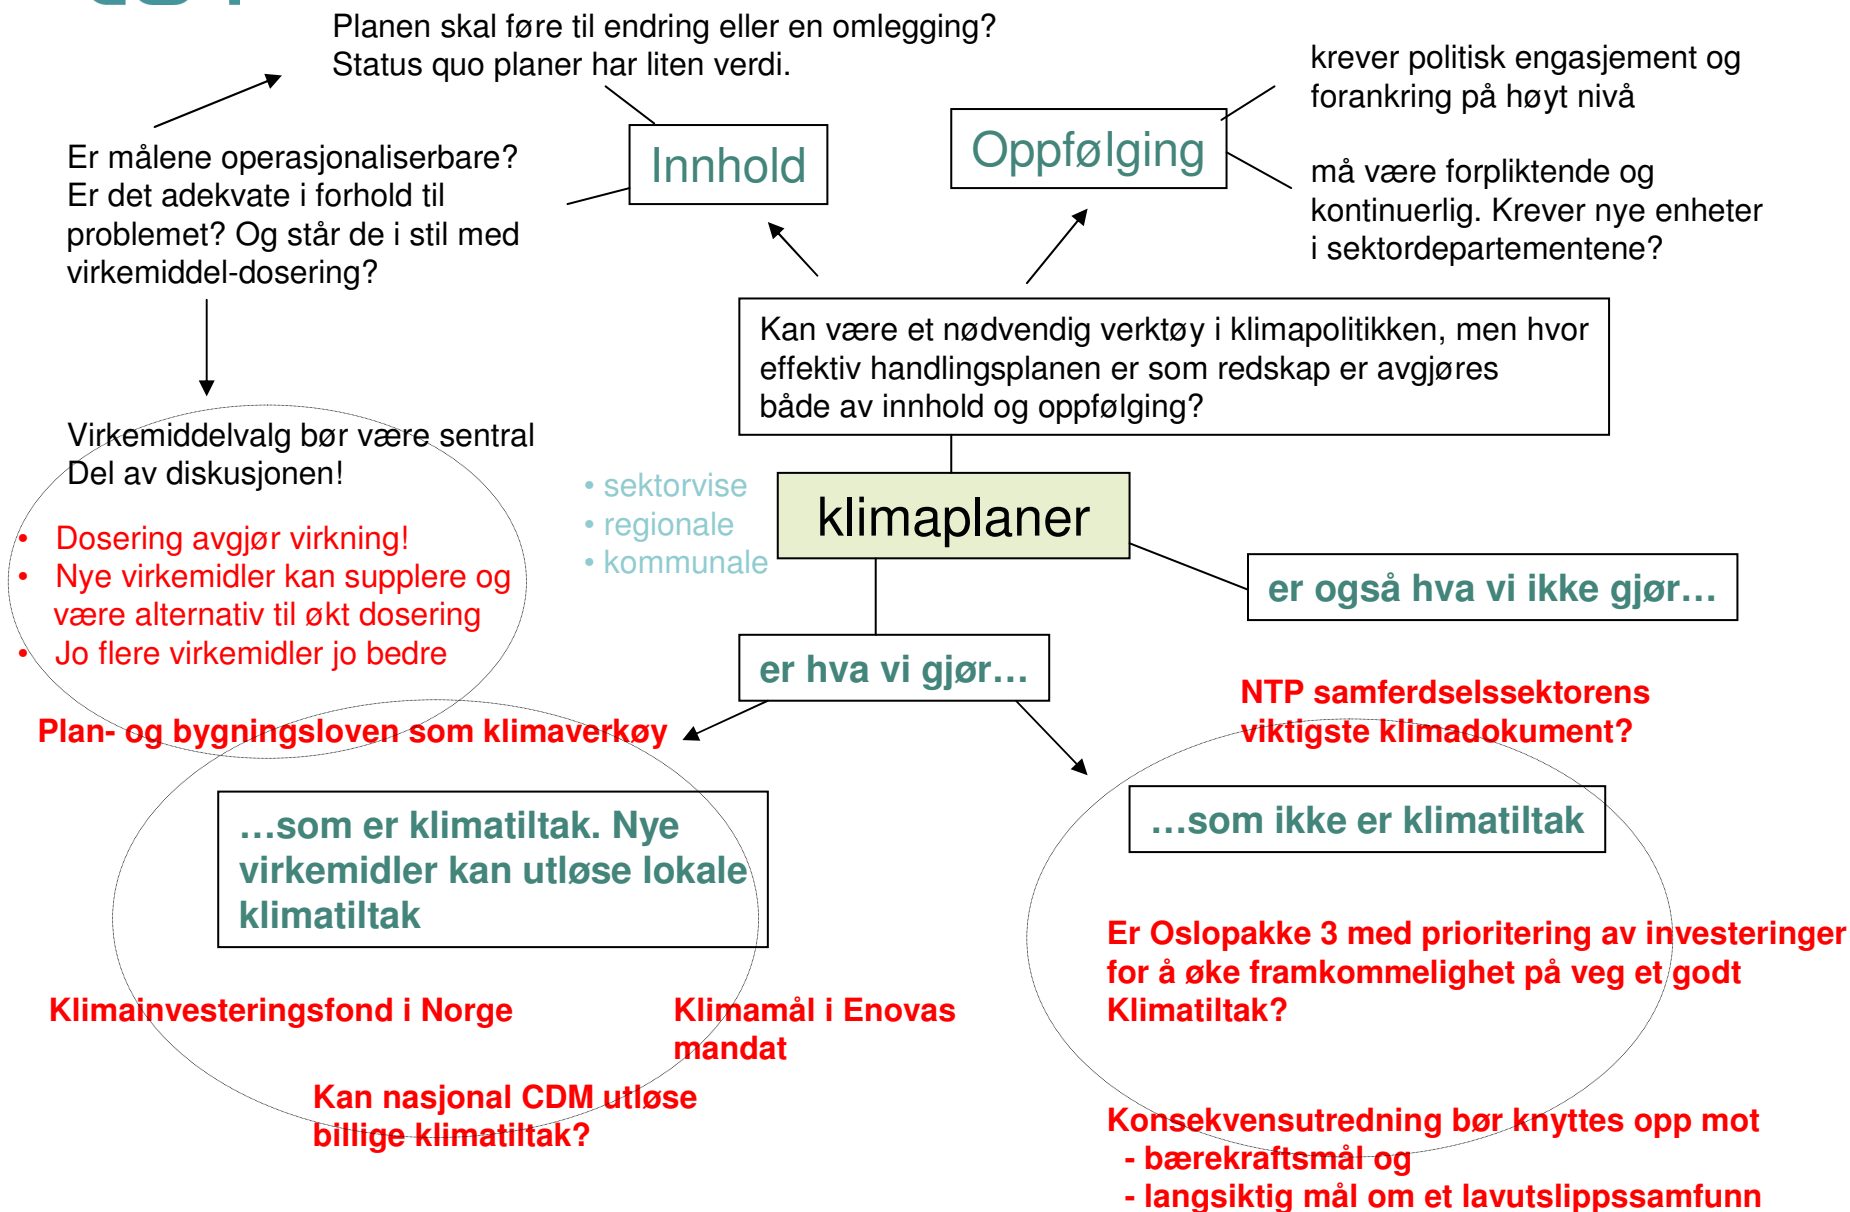 Planen skal føre til endring eller en omlegging?
Status quo planer har liten verdi.
krever politisk engasjement og
forankring på høyt nivå
Innhold
Oppfølging
Er målene operasjonaliserbare?
Er det adekvate i forhold til
problemet? Og står de i stil med
virkemiddel-dosering?
må være forpliktende og
kontinuerlig. Krever nye enheter
i sektordepartementene?
Kan være et nødvendig verktøy i klimapolitikken, men hvor
effektiv handlingsplanen er som redskap er avgjøres
både av innhold og oppfølging?
Virkemiddelvalg bør være sentral
Del av diskusjonen!
• Dosering avgjør virkning!
• Nye virkemidler kan supplere og
være alternativ til økt dosering
• Jo flere virkemidler jo bedre
• sektorvise
• regionale
• kommunale
klimaplaner
er også hva vi ikke gjør…
er hva vi gjør…
Plan- og bygningsloven som klimaverkøy
NTP samferdselssektorens
viktigste klimadokument?
…som er klimatiltak. Nye
virkemidler kan utløse lokale
klimatiltak
…som ikke er klimatiltak
Er Oslopakke 3 med prioritering av investeringer
for å øke framkommelighet på veg et godt
Klimatiltak?
Klimainvesteringsfond i Norge
Klimamål i Enovas
mandat
Kan nasjonal CDM utløse
billige klimatiltak?
Konsekvensutredning bør knyttes opp mot
- bærekraftsmål og
- langsiktig mål om et lavutslippssamfunn